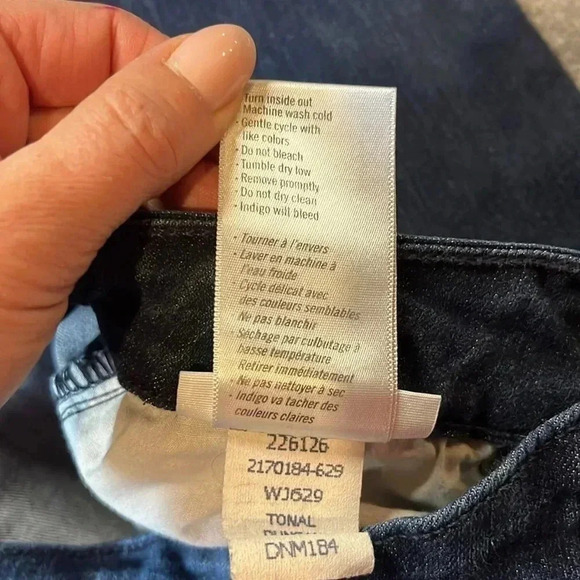 Turn inside out
Machine wash cold
- Gentle cycle with
like colors
- Do not bleach
- Tumble dry low
- Remove promptly
- Do not dry clean
- Indigo will bleed
- Tourner à l'envers
- Laver en machine à
l'eau froide
- Cycle délicat avec
des couleurs semblables
Ne pas blanchir
- Séchage par culbutage à
basse température
Retirer immédiatement
- Ne pas nettoyer à sec
- Indigo va tacher des
couleurs claires
226126
2170184-629
WJ629
TONAL
DNM184